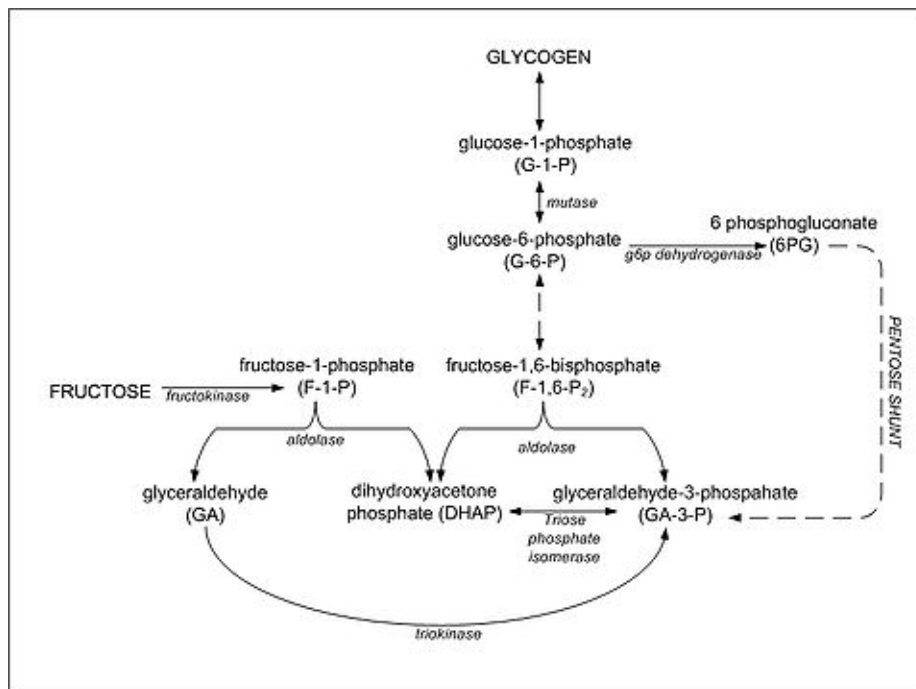 GLYCOGEN
glucose-1-phosphate
(G-1-P)
mutase
glucose-6-phosphate
(G-6-P)
g6p dehydrogenase
6 phosphogluconate
(6PG)
PENTOSE SHUNT
FRUCTOSE
fructokinase
fructose-1-phosphate
(F-1-P)
fructose-1,6-bisphosphate
(F-1,6-P₂)
aldolase
aldolase
glyceraldehyde
(GA)
dihydroxyacetone
phosphate (DHAP)
Triose
phosphate
isomerase
glyceraldehyde-3-phospahate
(GA-3-P)
triokinase